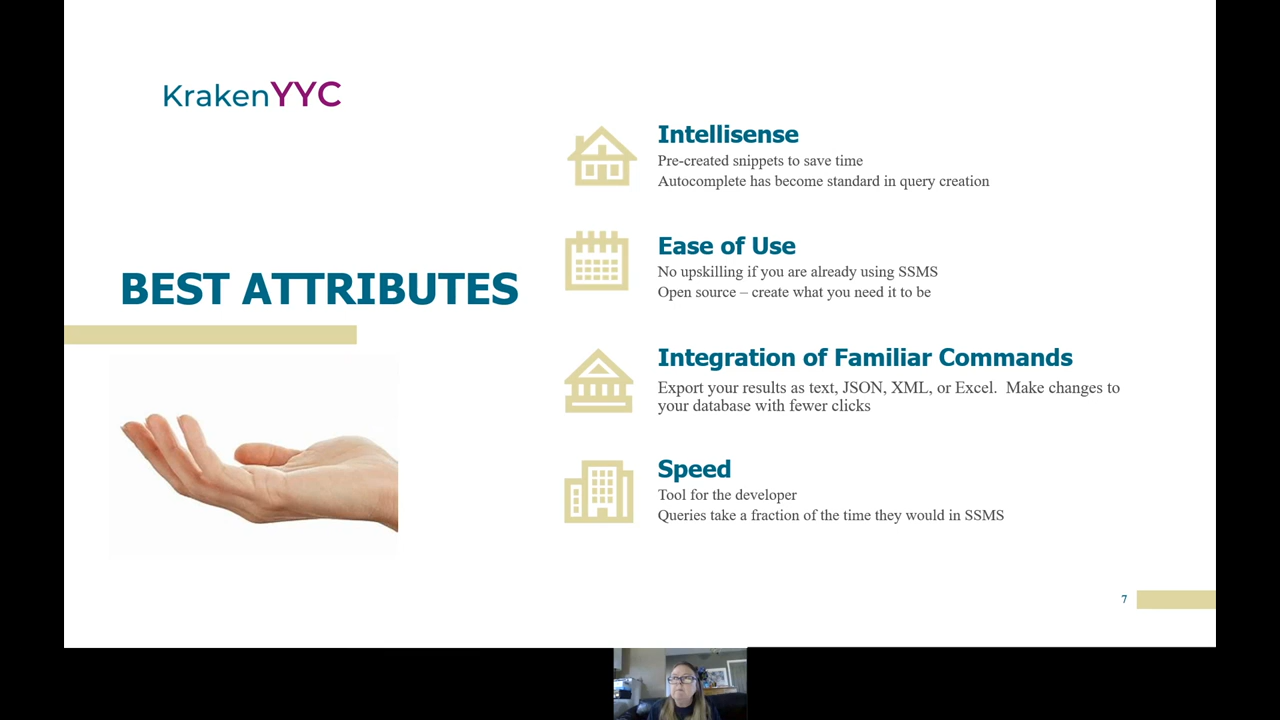 KrakenYYC
BEST ATTRIBUTES
Intellisense
Pre-created snippets to save time
Autocomplete has become standard in query creation
Ease of Use
No upskilling if you are already using SSMS
Open source – create what you need it to be
Integration of Familiar Commands
Export your results as text, JSON, XML, or Excel.  Make changes to
your database with fewer clicks
Speed
Tool for the developer
Queries take a fraction of the time they would in SSMS
7